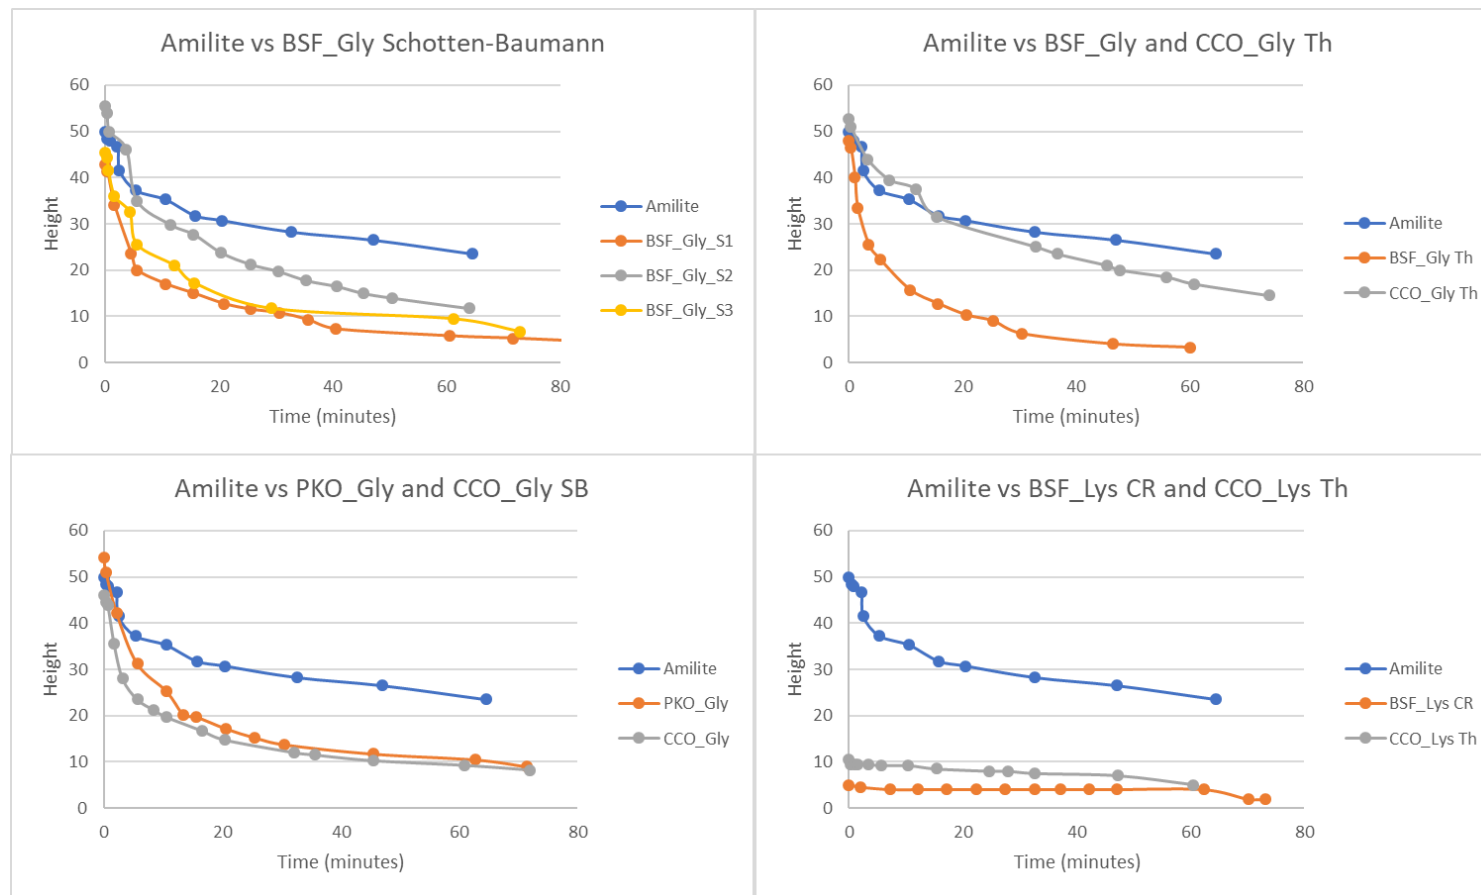 Amilite vs BSF_Gly Schotten-Baumann
60
50
40
30
20
10
0
Height
0 20 40 60 80
Time (minutes)
Amilite
BSF_Gly_S1
BSF_Gly_S2
BSF_Gly_S3
Amilite vs BSF_Gly and CCO_Gly Th
60
50
40
30
20
10
0
Height
0 20 40 60 80
Time (minutes)
Amilite
BSF_Gly Th
CCO_Gly Th
Amilite vs PKO_Gly and CCO_Gly SB
60
50
40
30
20
10
0
Height
0 20 40 60 80
Time (minutes)
Amilite
PKO_Gly
CCO_Gly
Amilite vs BSF_Lys CR and CCO_Lys Th
60
50
40
30
20
10
0
Height
0 20 40 60 80
Time (minutes)
Amilite
BSF_Lys CR
CCO_Lys Th